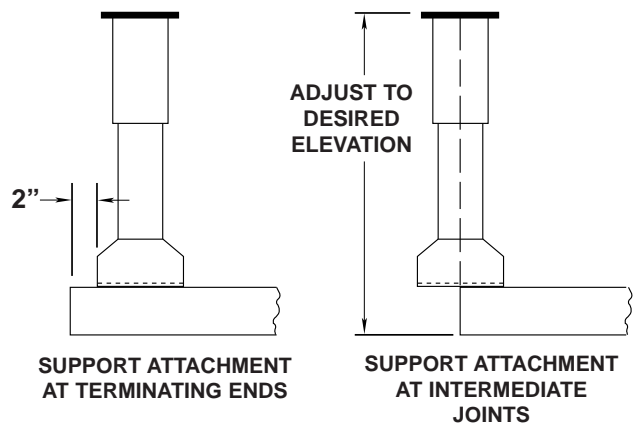 ADJUST TO
DESIRED
ELEVATION
2”
SUPPORT ATTACHMENT
AT TERMINATING ENDS
SUPPORT ATTACHMENT
AT INTERMEDIATE
JOINTS